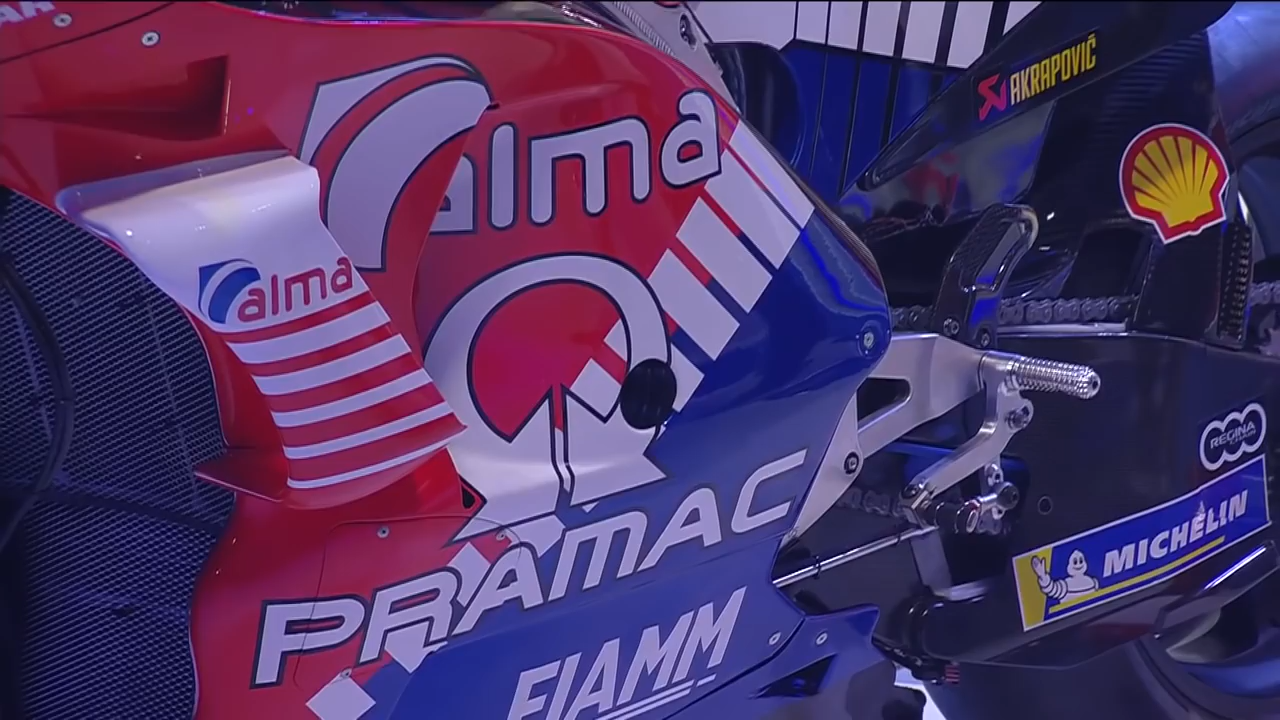 AKRAPOVIČ
alma
alma
REGINA
PRAMAC
MICHELIN
FIAMM